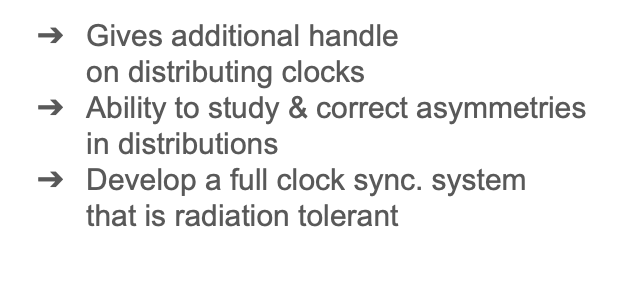 ➔ Gives additional handle
on distributing clocks
➔ Ability to study & correct asymmetries
in distributions
➔ Develop a full clock sync. system
that is radiation tolerant